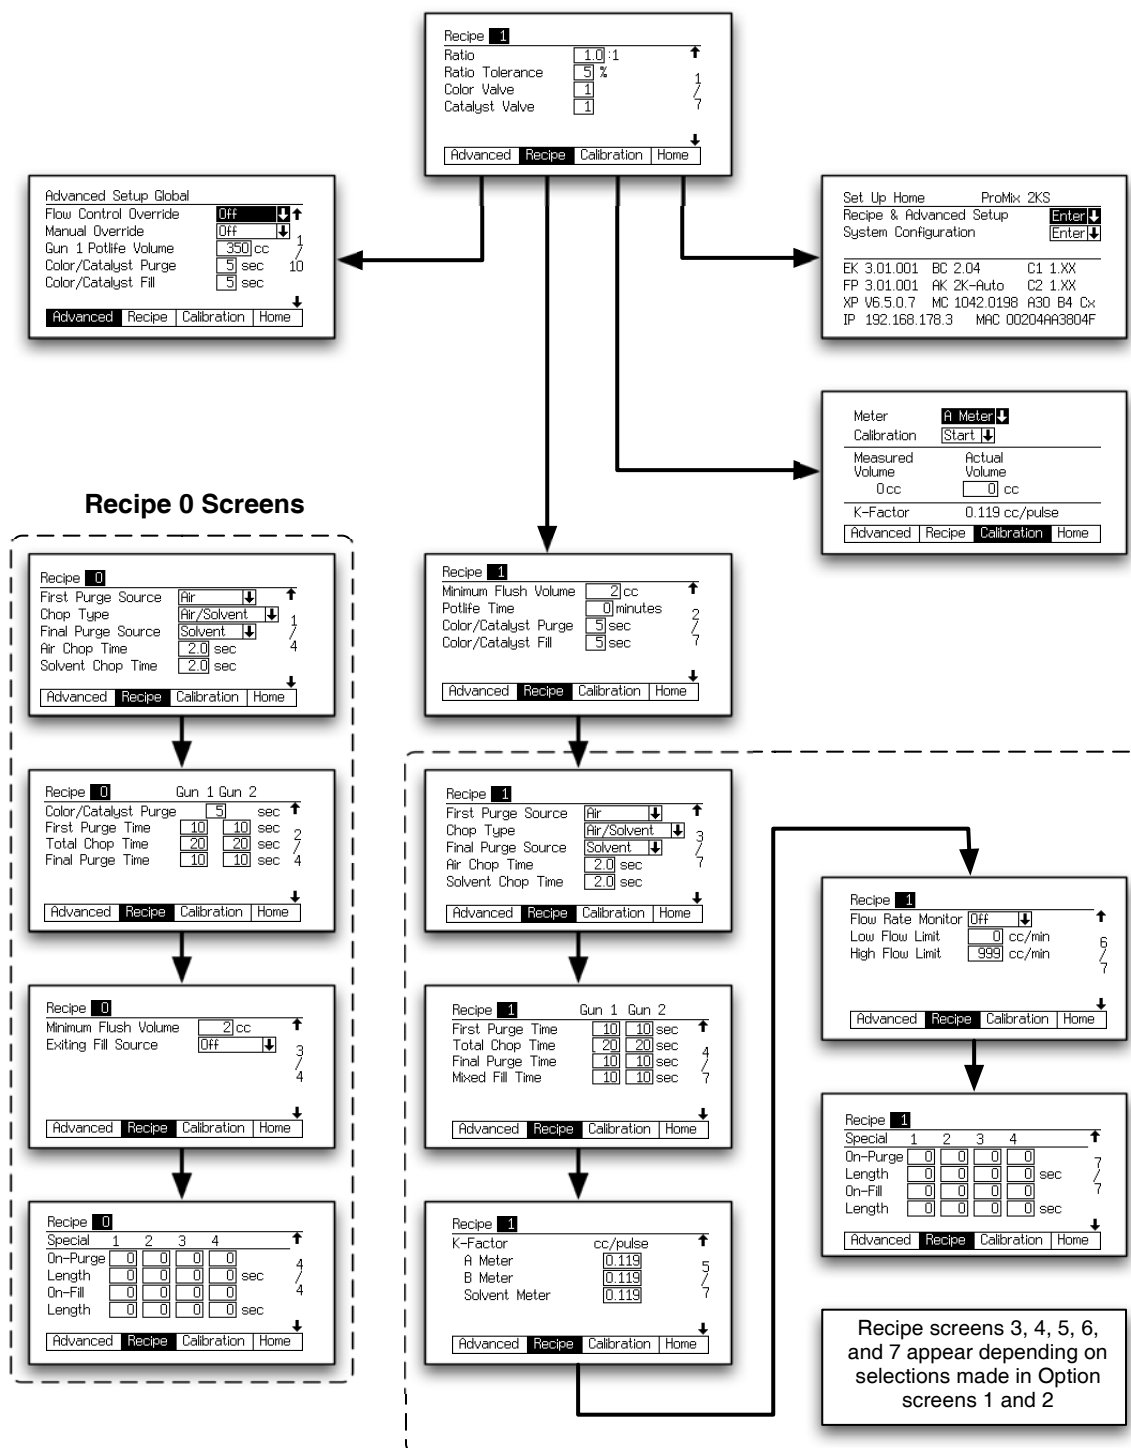 Recipe 1
Ratio 1.0 :1
Ratio Tolerance 5 %
Color Valve 1
Catalyst Valve 1
1
/
7
Advanced Recipe Calibration Home
Advanced Setup Global
Flow Control Override Off
Manual Override Off
Gun 1 Potlife Volume 350 cc
Color/Catalyst Purge 5 sec
Color/Catalyst Fill 5 sec
1
/
10
Advanced Recipe Calibration Home
Set Up Home ProMix 2KS
Recipe & Advanced Setup Enter
System Configuration Enter
EK 3.01.001 BC 2.04 C1 1.XX
FP 3.01.001 AK 2K-Auto C2 1.XX
XP V6.5.0.7 MC 1042.0198 A30 B4 Cx
IP 192.168.178.3 MAC 00204AA3804F
Meter A Meter
Calibration Start
Measured Actual
Volume Volume
0cc 0 cc
K-Factor 0.119 cc/pulse
Advanced Recipe Calibration Home
Recipe 0 Screens
Recipe 0
First Purge Source Air
Chop Type Air/Solvent
Final Purge Source Solvent
Air Chop Time 2.0 sec
Solvent Chop Time 2.0 sec
1
/
4
Advanced Recipe Calibration Home
Recipe 0 Gun 1 Gun 2
Color/Catalyst Purge 5 sec
First Purge Time 10 10 sec
Total Chop Time 20 20 sec
Final Purge Time 10 10 sec
2
/
4
Advanced Recipe Calibration Home
Recipe 0
Minimum Flush Volume 2 cc
Exiting Fill Source Off
3
/
4
Advanced Recipe Calibration Home
Recipe 0
Special 1 2 3 4
On-Purge 0 0 0 0
Length 0 0 0 0 sec
On-Fill 0 0 0 0
Length 0 0 0 0 sec
4
/
4
Advanced Recipe Calibration Home
Recipe 1
Minimum Flush Volume 2 cc
Potlife Time 0 minutes
Color/Catalyst Purge 5 sec
Color/Catalyst Fill 5 sec
2
/
7
Advanced Recipe Calibration Home
Recipe 1
First Purge Source Air
Chop Type Air/Solvent
Final Purge Source Solvent
Air Chop Time 2.0 sec
Solvent Chop Time 2.0 sec
3
/
7
Advanced Recipe Calibration Home
Recipe 1 Gun 1 Gun 2
First Purge Time 10 10 sec
Total Chop Time 20 20 sec
Final Purge Time 10 10 sec
Mixed Fill Time 10 10 sec
4
/
7
Advanced Recipe Calibration Home
Recipe 1
K-Factor cc/pulse
A Meter 0.119
B Meter 0.119
Solvent Meter 0.119
5
/
7
Advanced Recipe Calibration Home
Recipe 1
Flow Rate Monitor Off
Low Flow Limit 0 cc/min
High Flow Limit 999 cc/min
6
/
7
Advanced Recipe Calibration Home
Recipe 1
Special 1 2 3 4
On-Purge 0 0 0 0
Length 0 0 0 0 sec
On-Fill 0 0 0 0
Length 0 0 0 0 sec
7
/
7
Advanced Recipe Calibration Home
Recipe screens 3, 4, 5, 6,
and 7 appear depending on
selections made in Option
screens 1 and 2